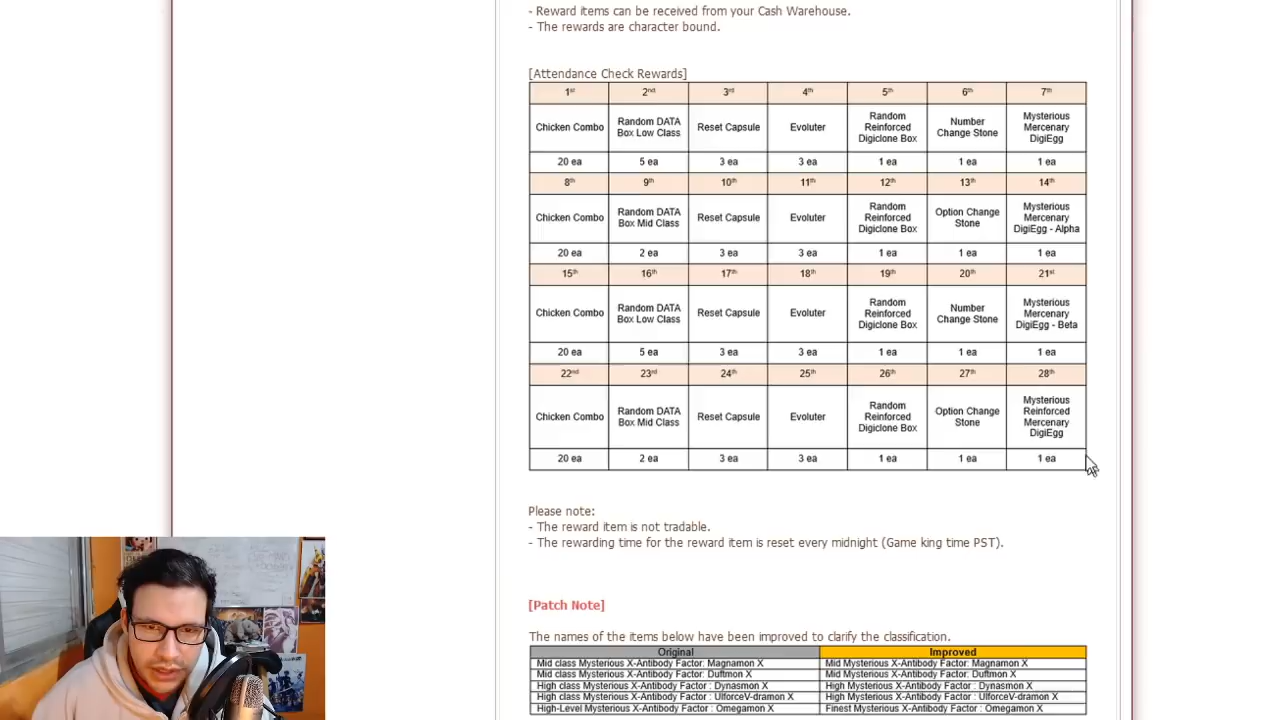 - Reward items can be received from your Cash Warehouse.
- The rewards are character bound.
[Attendance Check Rewards]
1st 2nd 3rd 4th 5th 6th 7th
Chicken Combo Random DATA Box Low Class Reset Capsule Evoluter Random Reinforced Digiclone Box Number Change Stone Mysterious Mercenary DigiEgg
20 ea 5 ea 3 ea 3 ea 1 ea 1 ea 1 ea
8th 9th 10th 11th 12th 13th 14th
Chicken Combo Random DATA Box Mid Class Reset Capsule Evoluter Random Reinforced Digiclone Box Option Change Stone Mysterious Mercenary DigiEgg - Alpha
20 ea 2 ea 3 ea 3 ea 1 ea 1 ea 1 ea
15th 16th 17th 18th 19th 20th 21st
Chicken Combo Random DATA Box Low Class Reset Capsule Evoluter Random Reinforced Digiclone Box Number Change Stone Mysterious Mercenary DigiEgg - Beta
20 ea 5 ea 3 ea 3 ea 1 ea 1 ea 1 ea
22nd 23rd 24th 25th 26th 27th 28th
Chicken Combo Random DATA Box Mid Class Reset Capsule Evoluter Random Reinforced Digiclone Box Option Change Stone Mysterious Reinforced Mercenary DigiEgg
20 ea 2 ea 3 ea 3 ea 1 ea 1 ea 1 ea
Please note:
- The reward item is not tradable.
- The rewarding time for the reward item is reset every midnight (Game king time PST).
[Patch Note]
The names of the items below have been improved to clarify the classification.
Original Improved
Mid class Mysterious X-Antibody Factor: Magnamon X Mid Mysterious X-Antibody Factor: Magnamon X
Mid class Mysterious X-Antibody Factor: Duftmon X Mid Mysterious X-Antibody Factor: Duftmon X
High class Mysterious X-Antibody Factor : Dynasmon X High Mysterious X-Antibody Factor : Dynasmon X
High class Mysterious X-Antibody Factor : UlforceV-dramon X High Mysterious X-Antibody Factor : UlforceV-dramon X
High-Level Mysterious X-Antibody Factor : Omegamon X Finest Mysterious X-Antibody Factor : Omegamon X